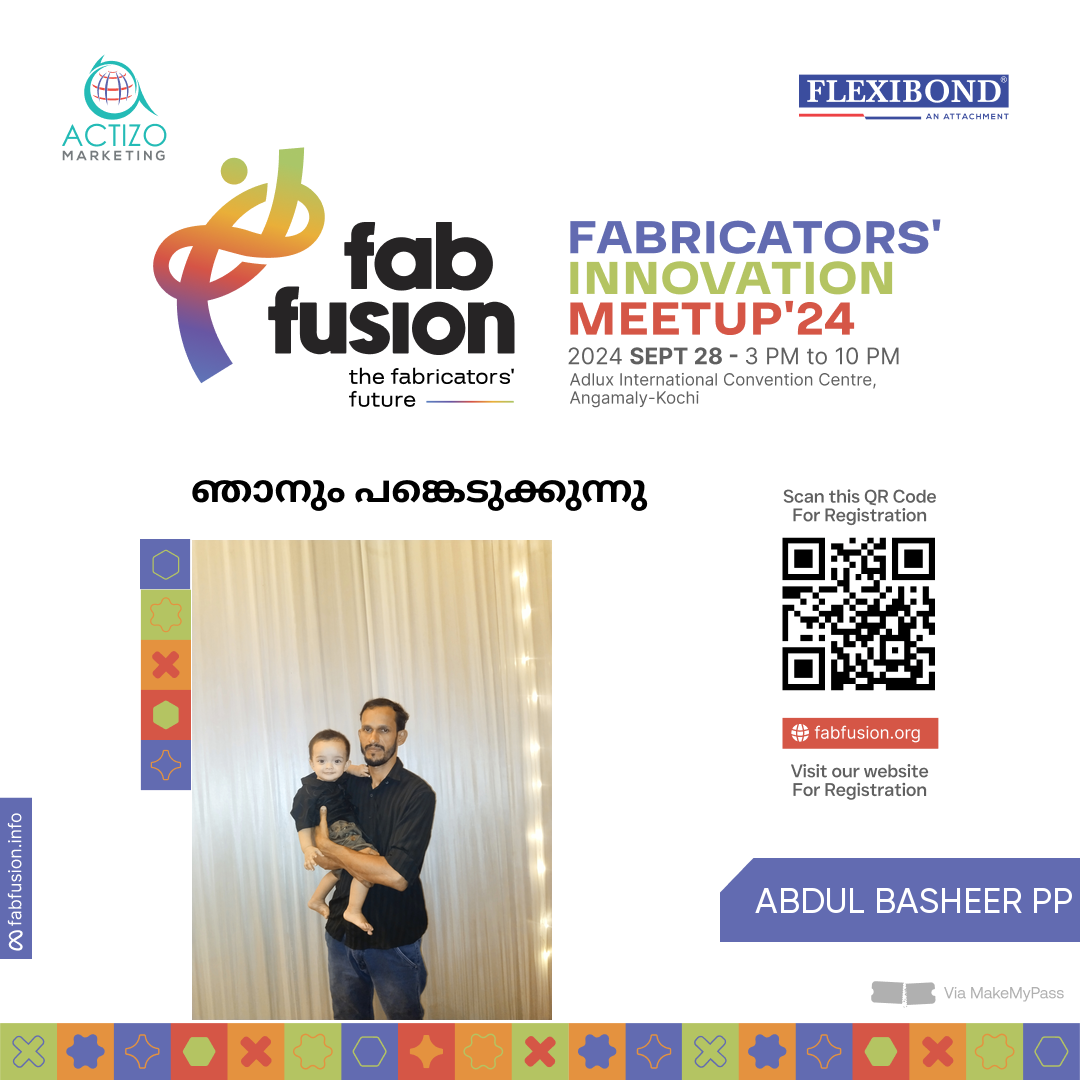 ACTIZO
MARKETING
FLEXIBOND®
AN ATTACHMENT
fab
fusion
the fabricators'
future
FABRICATORS'
INNOVATION
MEETUP'24
2024 SEPT 28 - 3 PM to 10 PM
Adlux International Convention Centre,
Angamaly-Kochi
ഞാനും പങ്കെടുക്കുന്നു
Scan this QR Code
For Registration
fabfusion.org
Visit our website
For Registration
fabfusion.info
ABDUL BASHEER PP
Via MakeMyPass